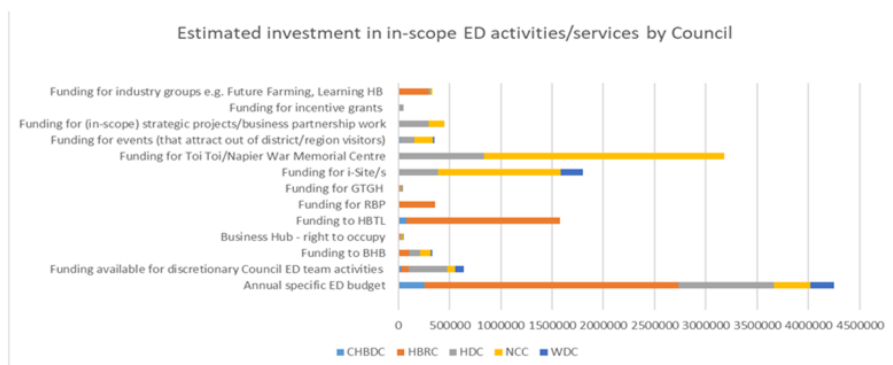 Estimated investment in in-scope ED activities/services by Council
Funding for industry groups e.g. Future Farming, Learning HB
Funding for incentive grants
Funding for (in-scope) strategic projects/business partnership work
Funding for events (that attract out of district/region visitors)
Funding for Toi Toi/Napier War Memorial Centre
Funding for i-Site/s
Funding for GTGH
Funding for RBP
Funding to HBTL
Business Hub - right to occupy
Funding to BHB
Funding available for discretionary Council ED team activities
Annual specific ED budget
0 500000 1000000 1500000 2000000 2500000 3000000 3500000 4000000 4500000
CHBDC HBRC HDC NCC WDC